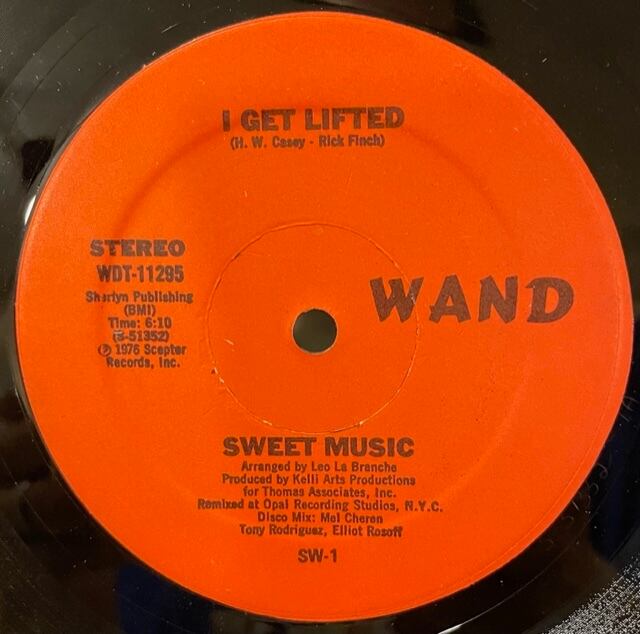 I GET LIFTED
(H. W. Casey - Rick Finch)
STEREO
WDT-11295
Sherlyn Publishing
(BMI)
Time: 6:10
(S-51352)
℗ 1976 Scepter
Records, Inc.
WAND
SWEET MUSIC
Arranged by Leo La Branche
Produced by Kelli Arts Productions
for Thomas Associates, Inc.
Remixed at Opal Recording Studios, N.Y.C.
Disco Mix: Mel Cheren
Tony Rodriguez, Elliot Rosoff
SW-1